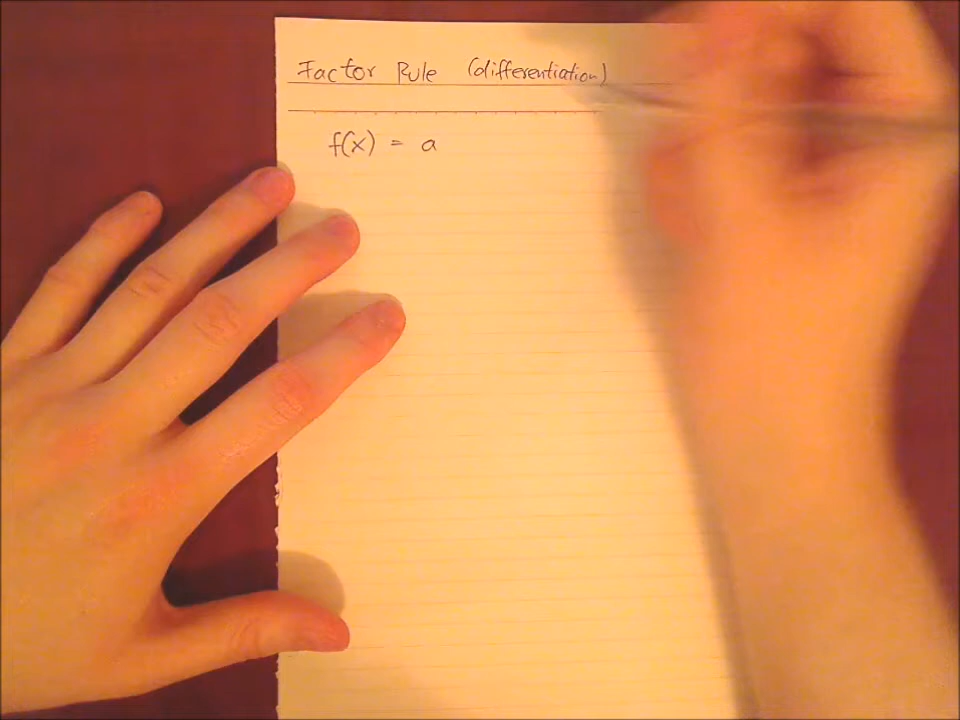 Factor Rule (differentiation)
f(x) = a